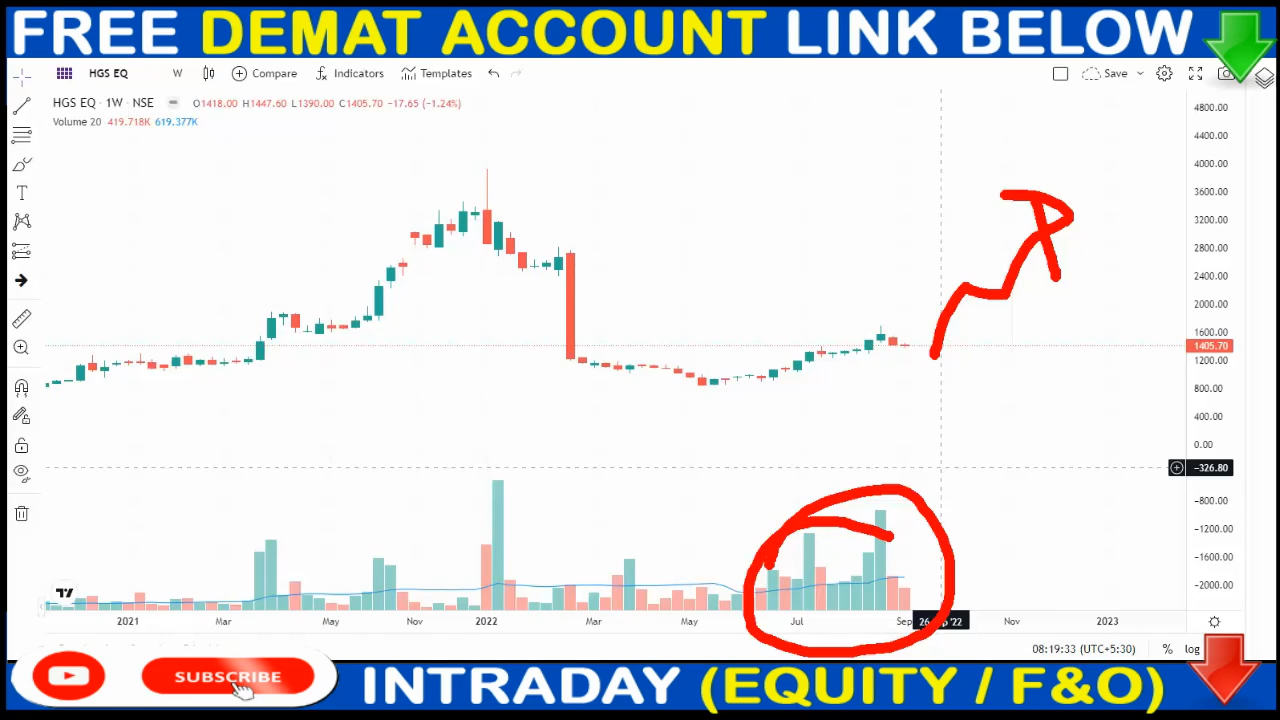 FREE DEMAT ACCOUNT LINK BELOW
HGS EQ W Compare Indicators Templates Save
HGS EQ · 1W · NSE O1418.00 H1447.60 L1390.00 C1405.70 −17.65 (−1.24%)
Volume 20 419.718K 619.377K
4800.00
4400.00
4000.00
3600.00
3200.00
2800.00
2400.00
2000.00
1600.00
1405.70
1200.00
800.00
400.00
0.00
−326.80
−800.00
−1200.00
−1600.00
−2000.00
2021 Mar May Nov 2022 Mar May Jul Sep '22 Nov 2023
08:19:33 (UTC+5:30) % log
SUBSCRIBE
INTRADAY (EQUITY / F&O)